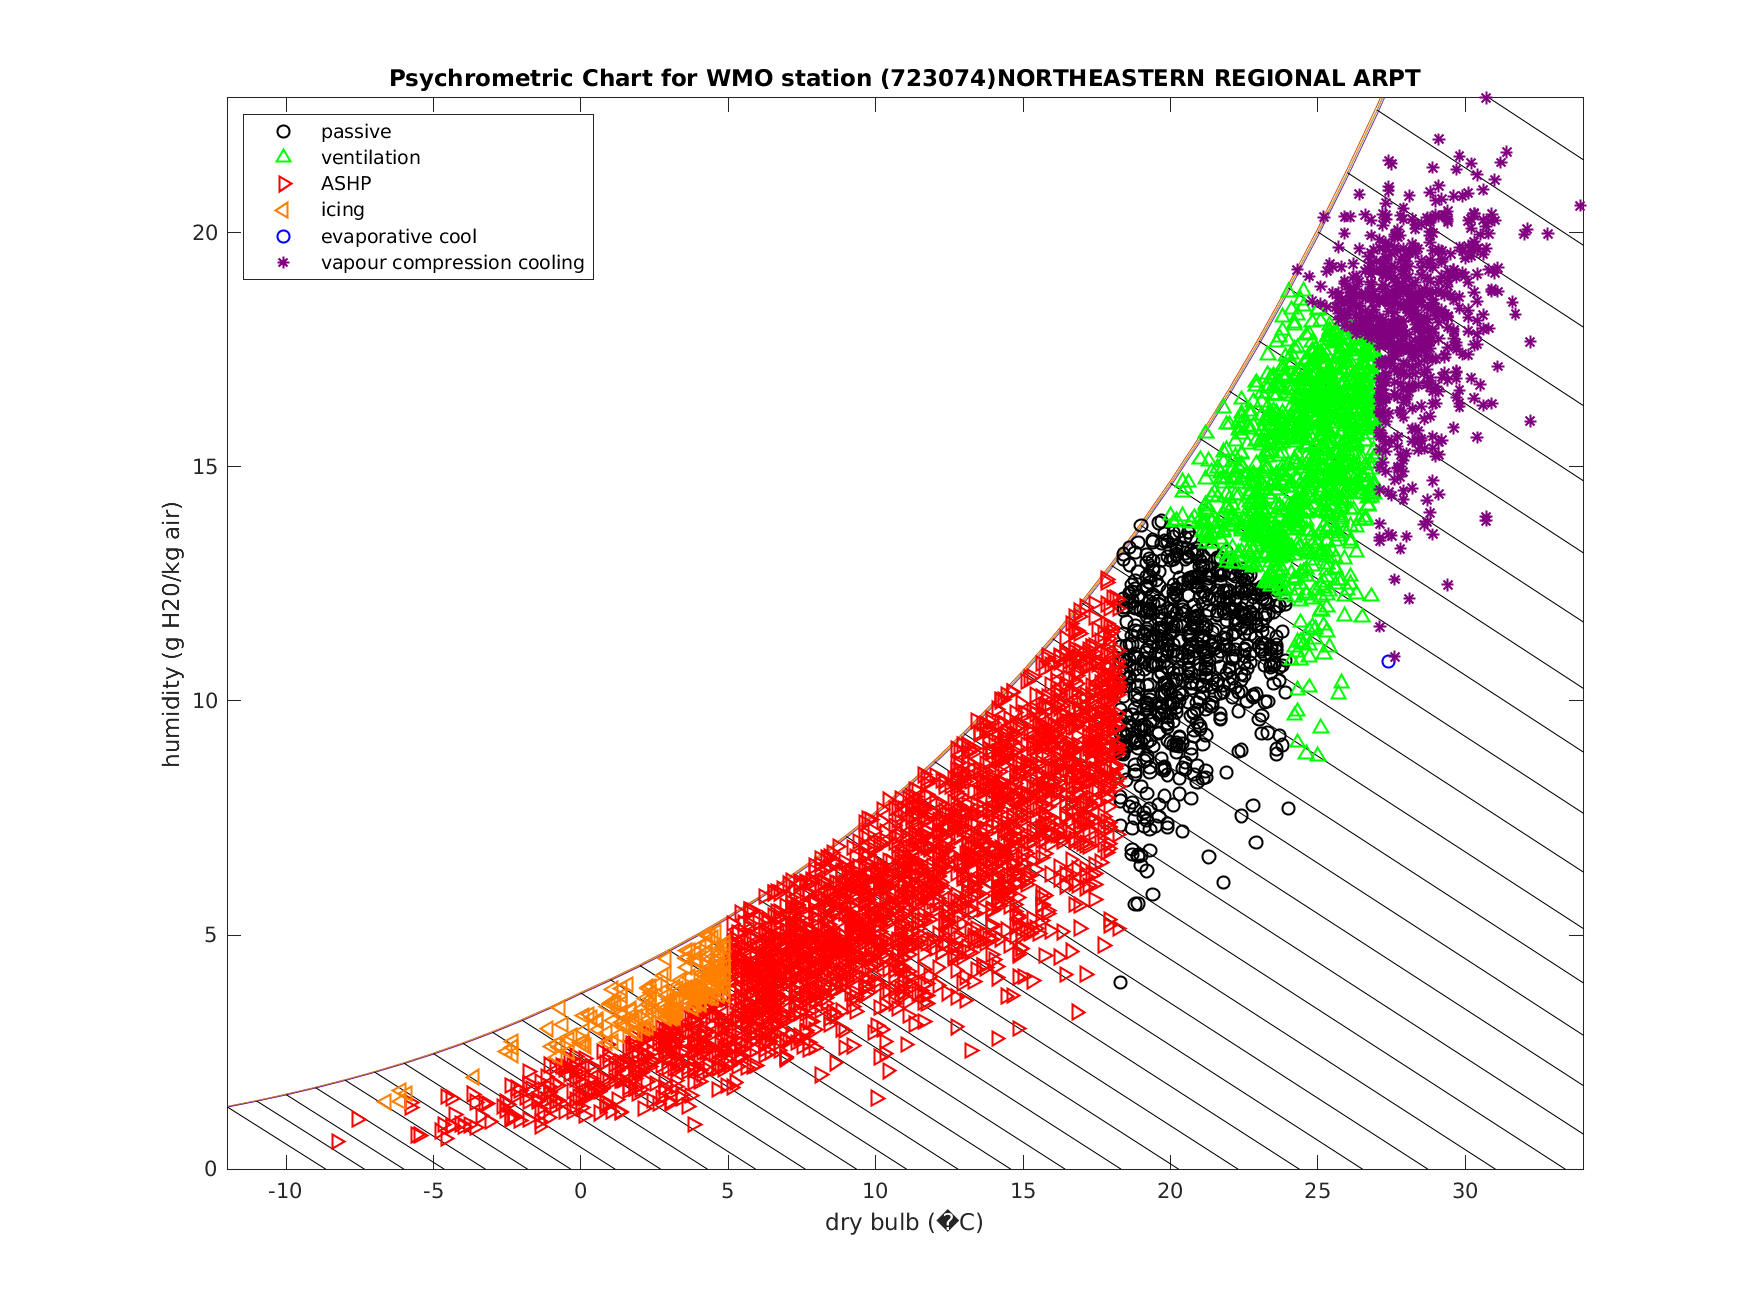 Psychrometric Chart for WMO station (723074)NORTHEASTERN REGIONAL ARPT
passive
ventilation
ASHP
icing
evaporative cool
vapour compression cooling
humidity (g H20/kg air)
20
15
10
5
0
-10 -5 0 5 10 15 20 25 30
dry bulb (�C)